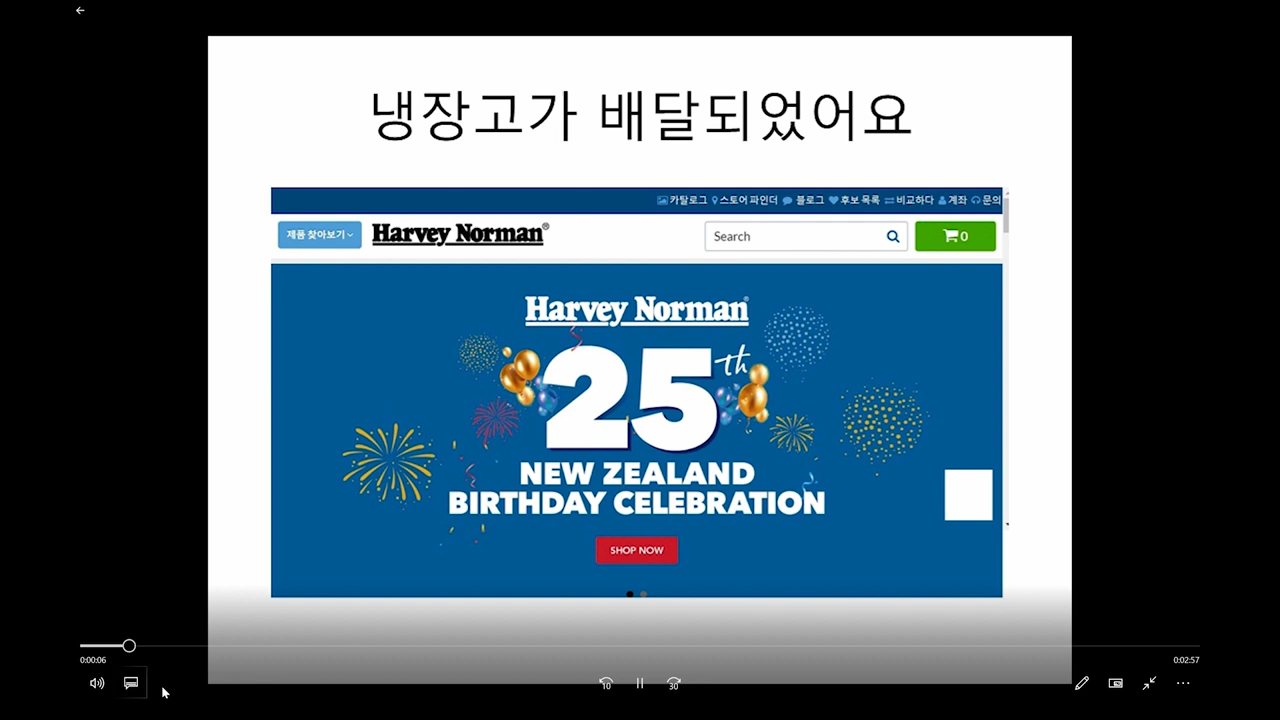 냉장고가 배달되었어요
카탈로그 스토어 파인더 블로그 후보 목록 비교하다 계좌 문의
제품 찾아보기 Harvey Norman® Search 0
Harvey Norman®
25th
NEW ZEALAND
BIRTHDAY CELEBRATION
SHOP NOW
0:00:06 0:02:57
10 30